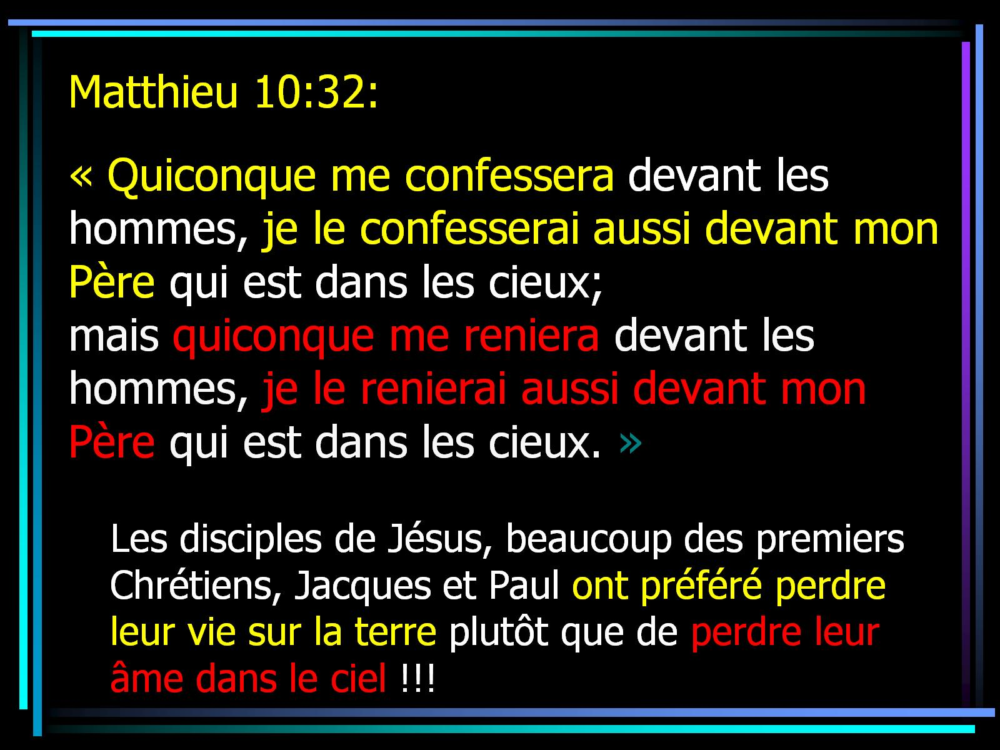 Matthieu 10:32:
« Quiconque me confessera devant les
hommes, je le confesserai aussi devant mon
Père qui est dans les cieux;
mais quiconque me reniera devant les
hommes, je le renierai aussi devant mon
Père qui est dans les cieux. »
Les disciples de Jésus, beaucoup des premiers
Chrétiens, Jacques et Paul ont préféré perdre
leur vie sur la terre plutôt que de perdre leur
âme dans le ciel !!!